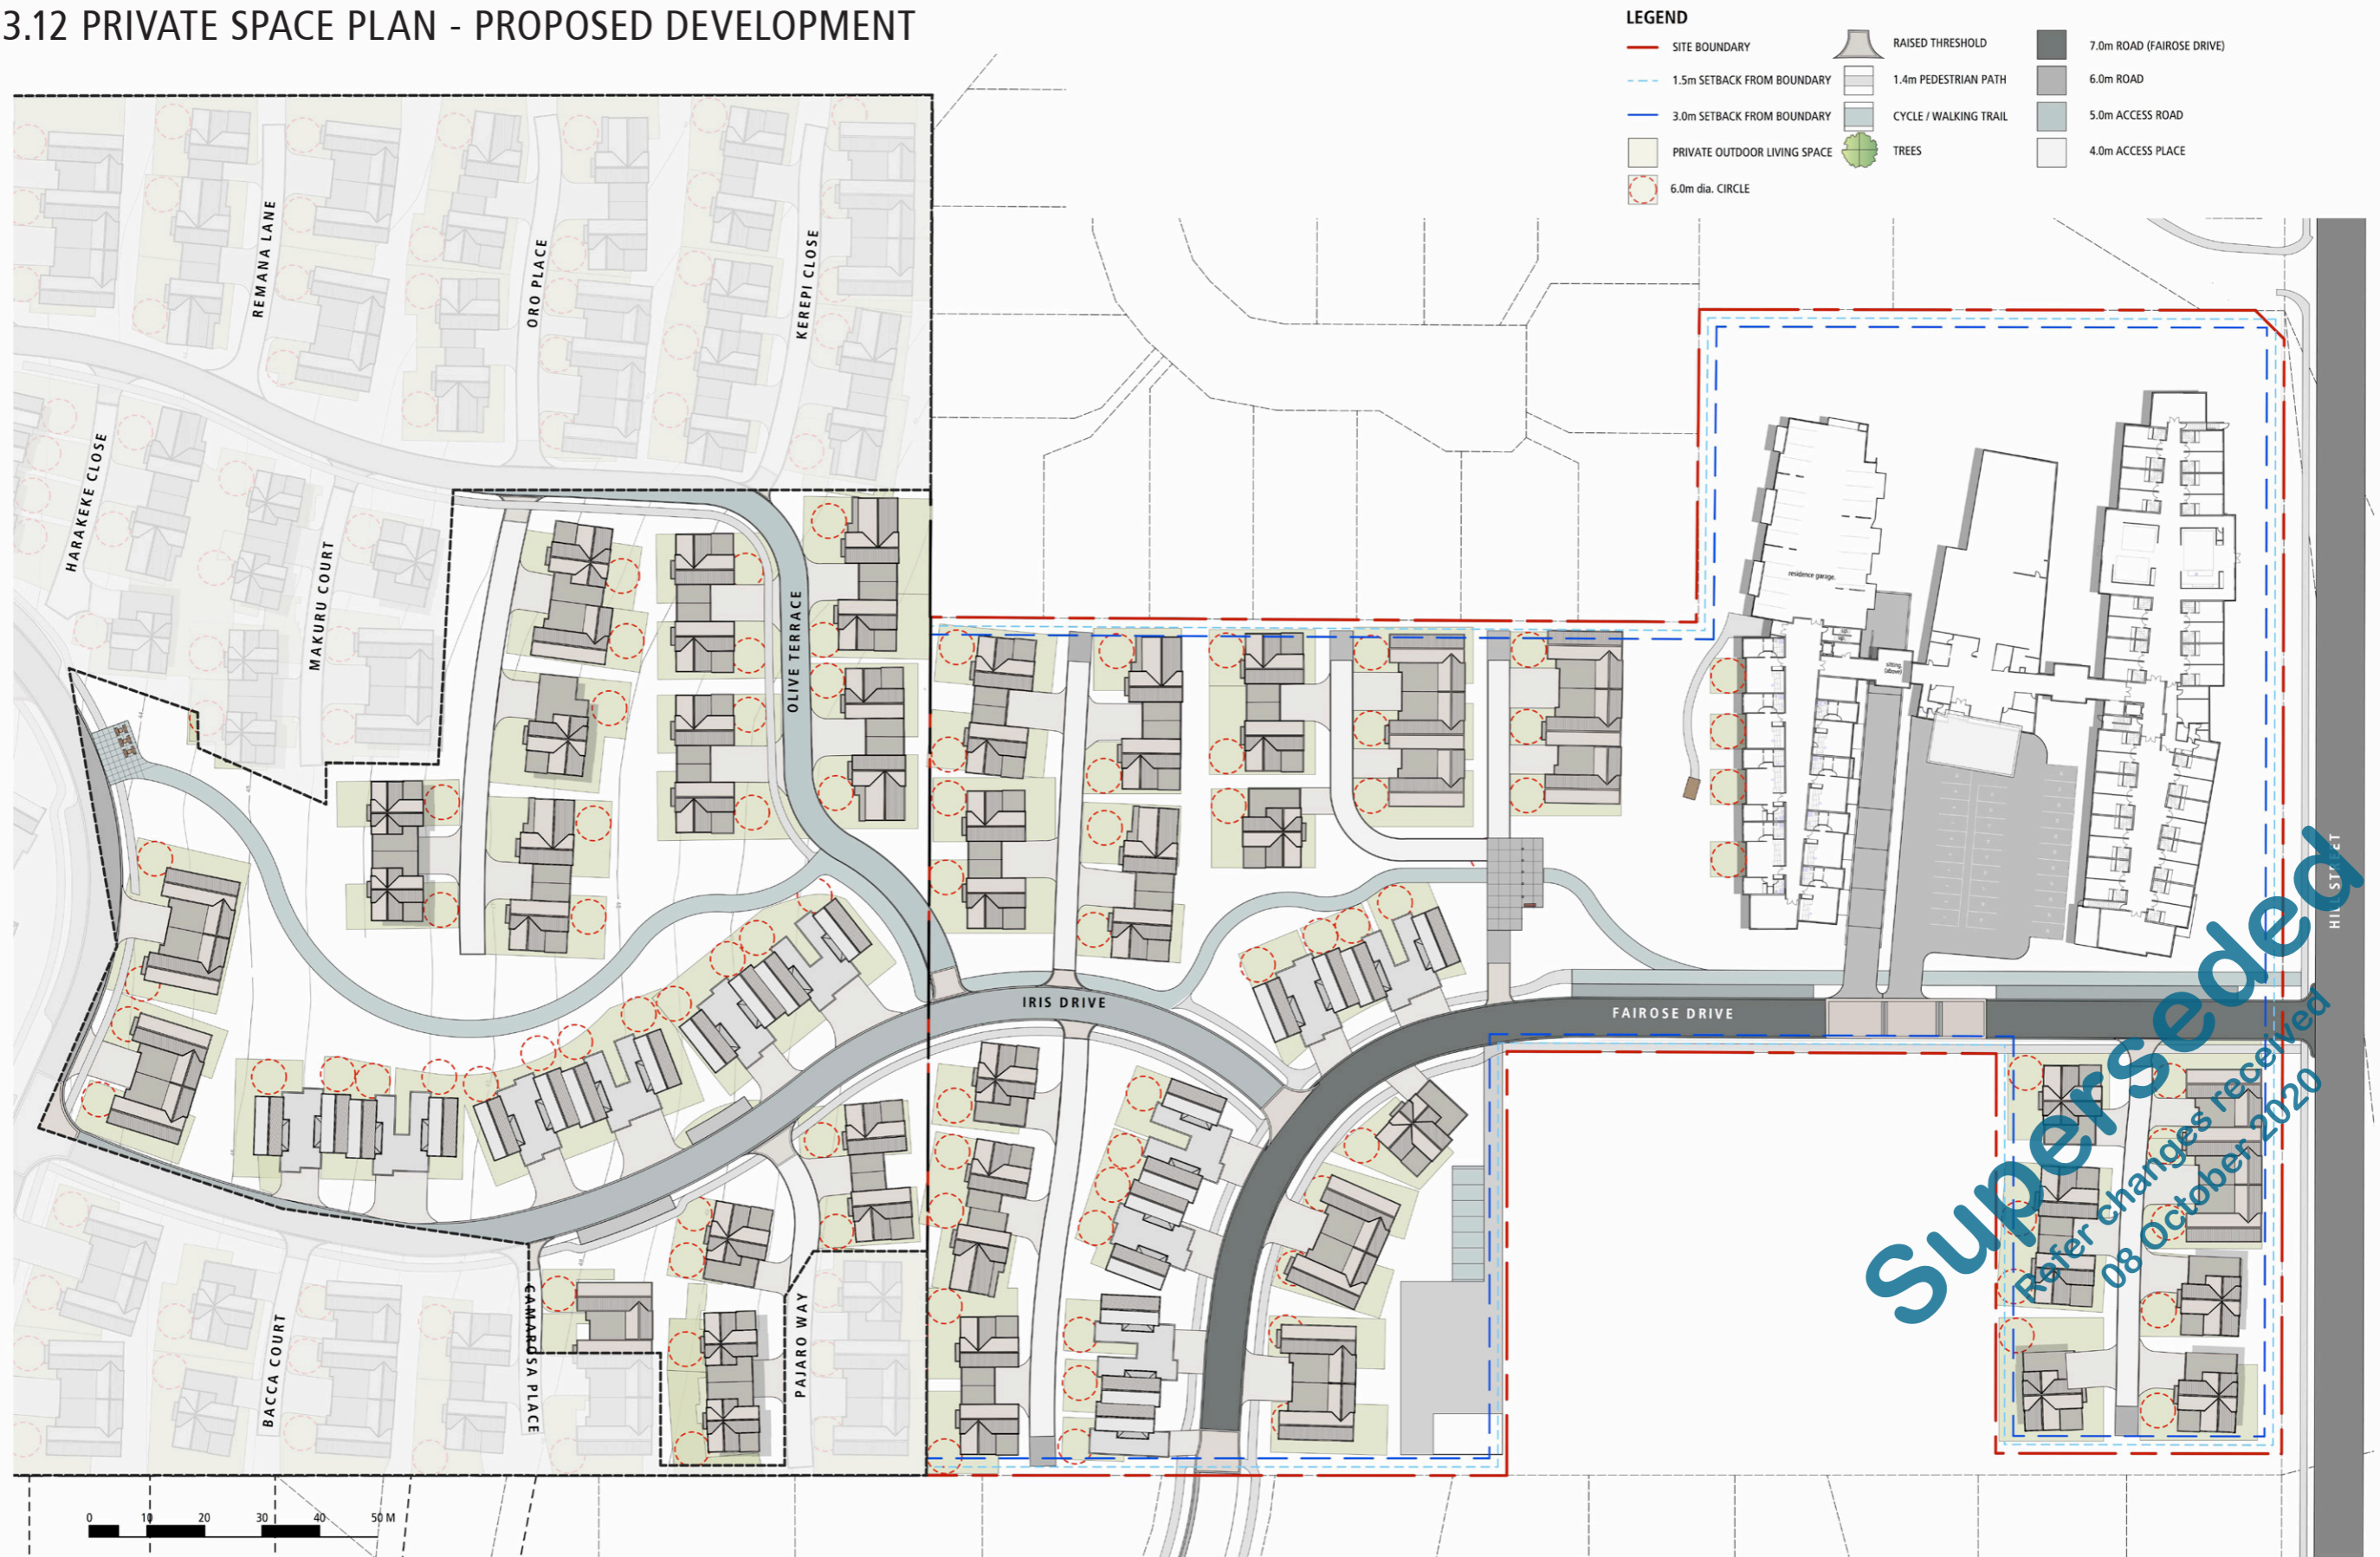 3.12 PRIVATE SPACE PLAN - PROPOSED DEVELOPMENT
LEGEND
SITE BOUNDARY
1.5m SETBACK FROM BOUNDARY
3.0m SETBACK FROM BOUNDARY
PRIVATE OUTDOOR LIVING SPACE
6.0m dia. CIRCLE
RAISED THRESHOLD
1.4m PEDESTRIAN PATH
CYCLE / WALKING TRAIL
TREES
7.0m ROAD (FAIROSE DRIVE)
6.0m ROAD
5.0m ACCESS ROAD
4.0m ACCESS PLACE
REMANA LANE
ORO PLACE
KEREPI CLOSE
HARAKEKE CLOSE
MAKURU COURT
OLIVE TERRACE
residence garage.
sitting.
(above)
IRIS DRIVE
FAIROSE DRIVE
HILL STREET
BACCA COURT
CAMAROSA PLACE
PAJARO WAY
Superseded
Refer changes received
08 October 2020
0 10 20 30 40 50 M